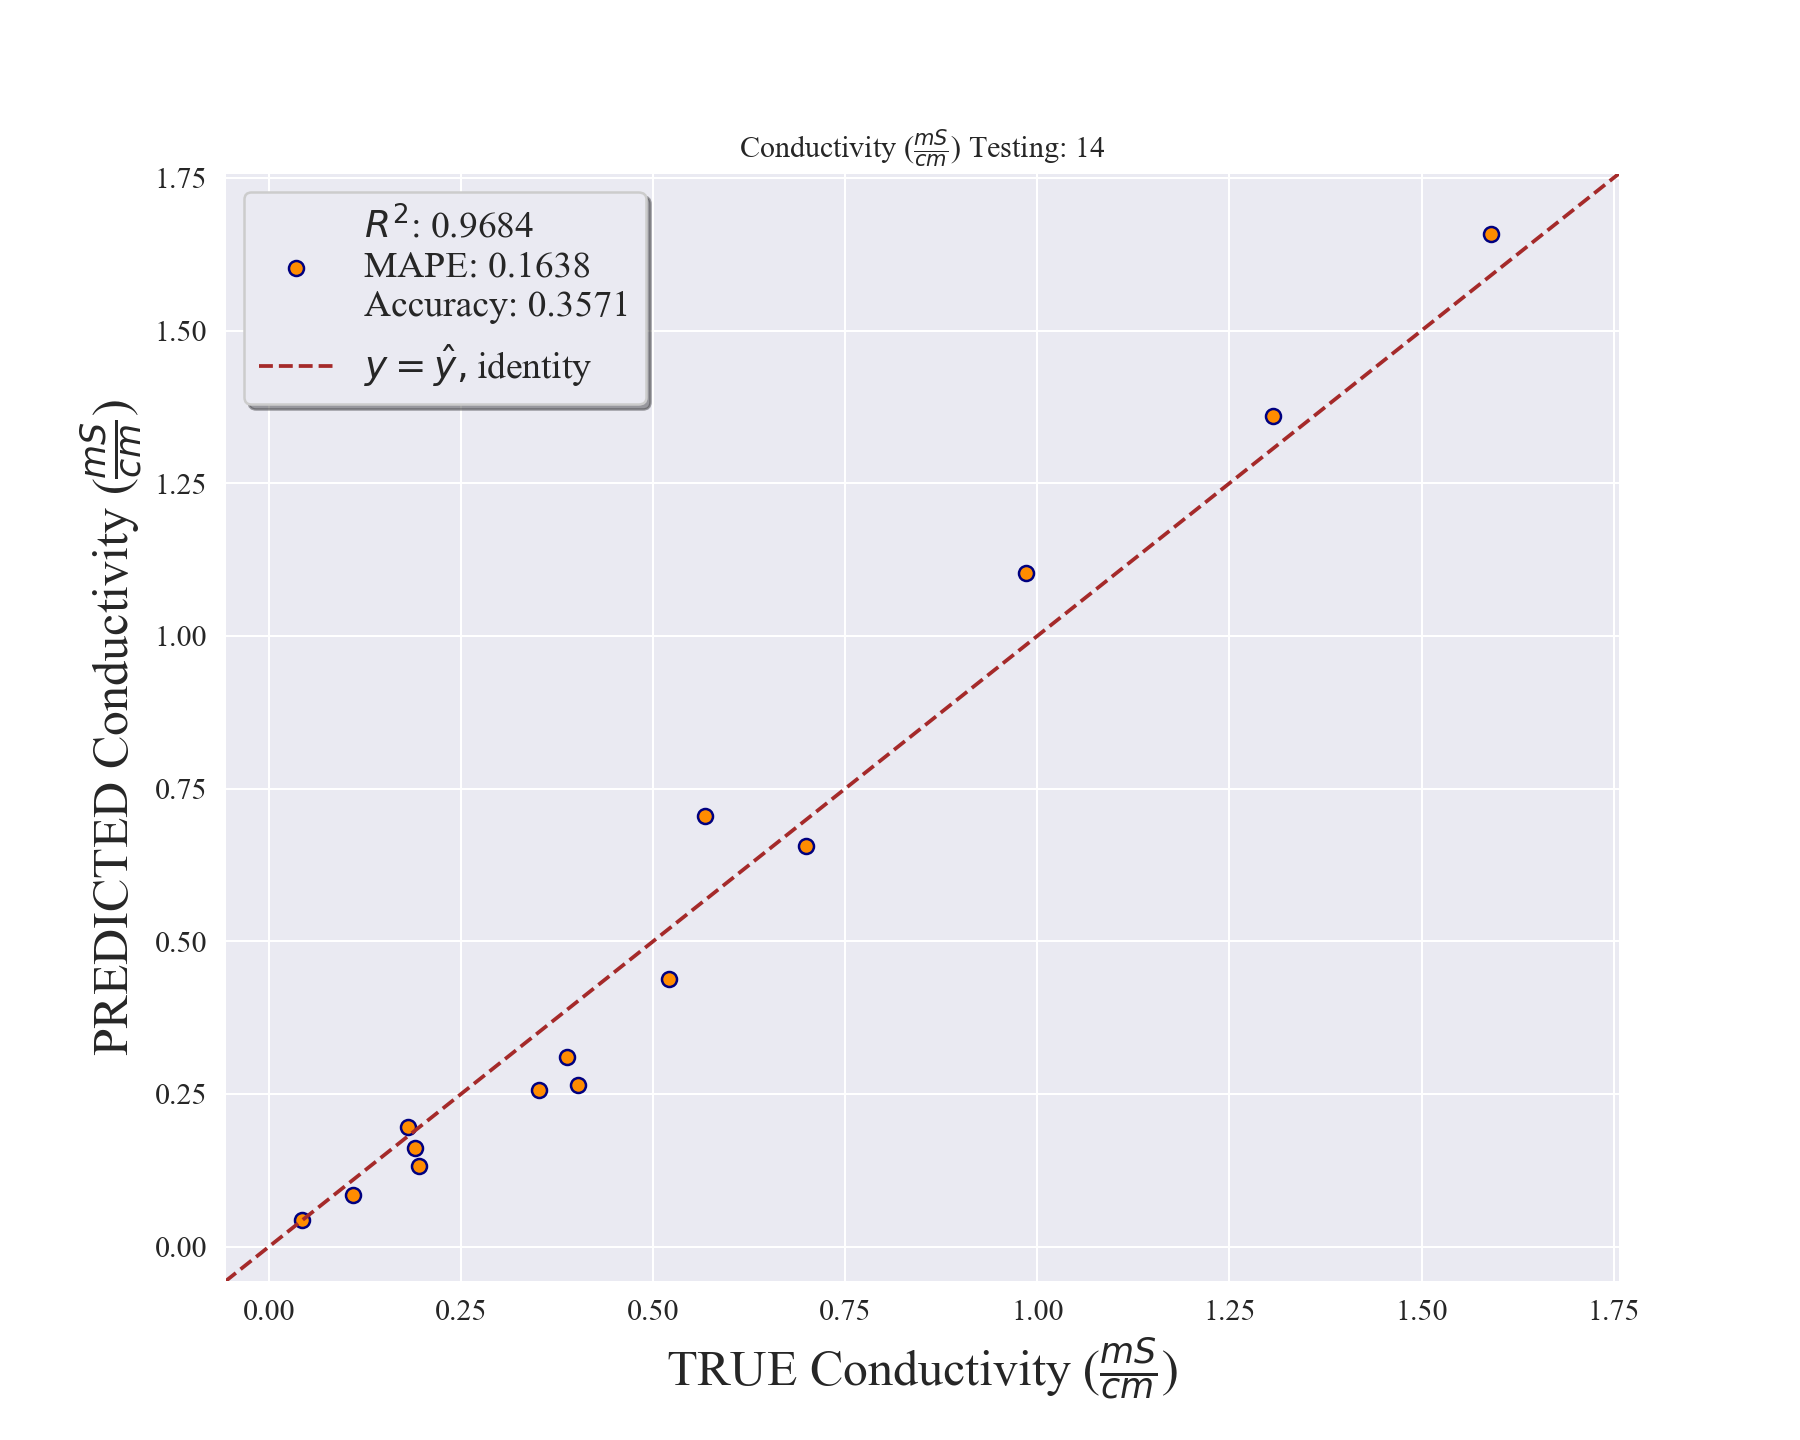 Conductivity (mS/cm) Testing: 14
R²: 0.9684
MAPE: 0.1638
Accuracy: 0.3571
y = ŷ, identity
PREDICTED Conductivity (mS/cm)
1.75
1.50
1.25
1.00
0.75
0.50
0.25
0.00
0.00 0.25 0.50 0.75 1.00 1.25 1.50 1.75
TRUE Conductivity (mS/cm)